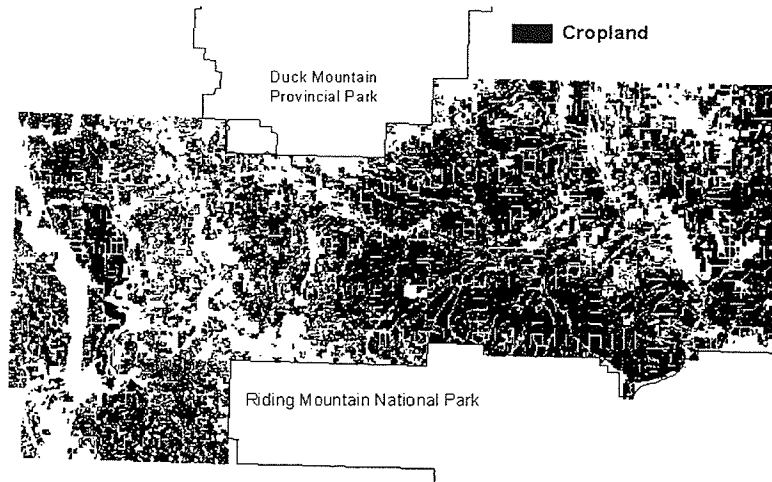 Cropland
Duck Mountain
Provincial Park
Riding Mountain National Park